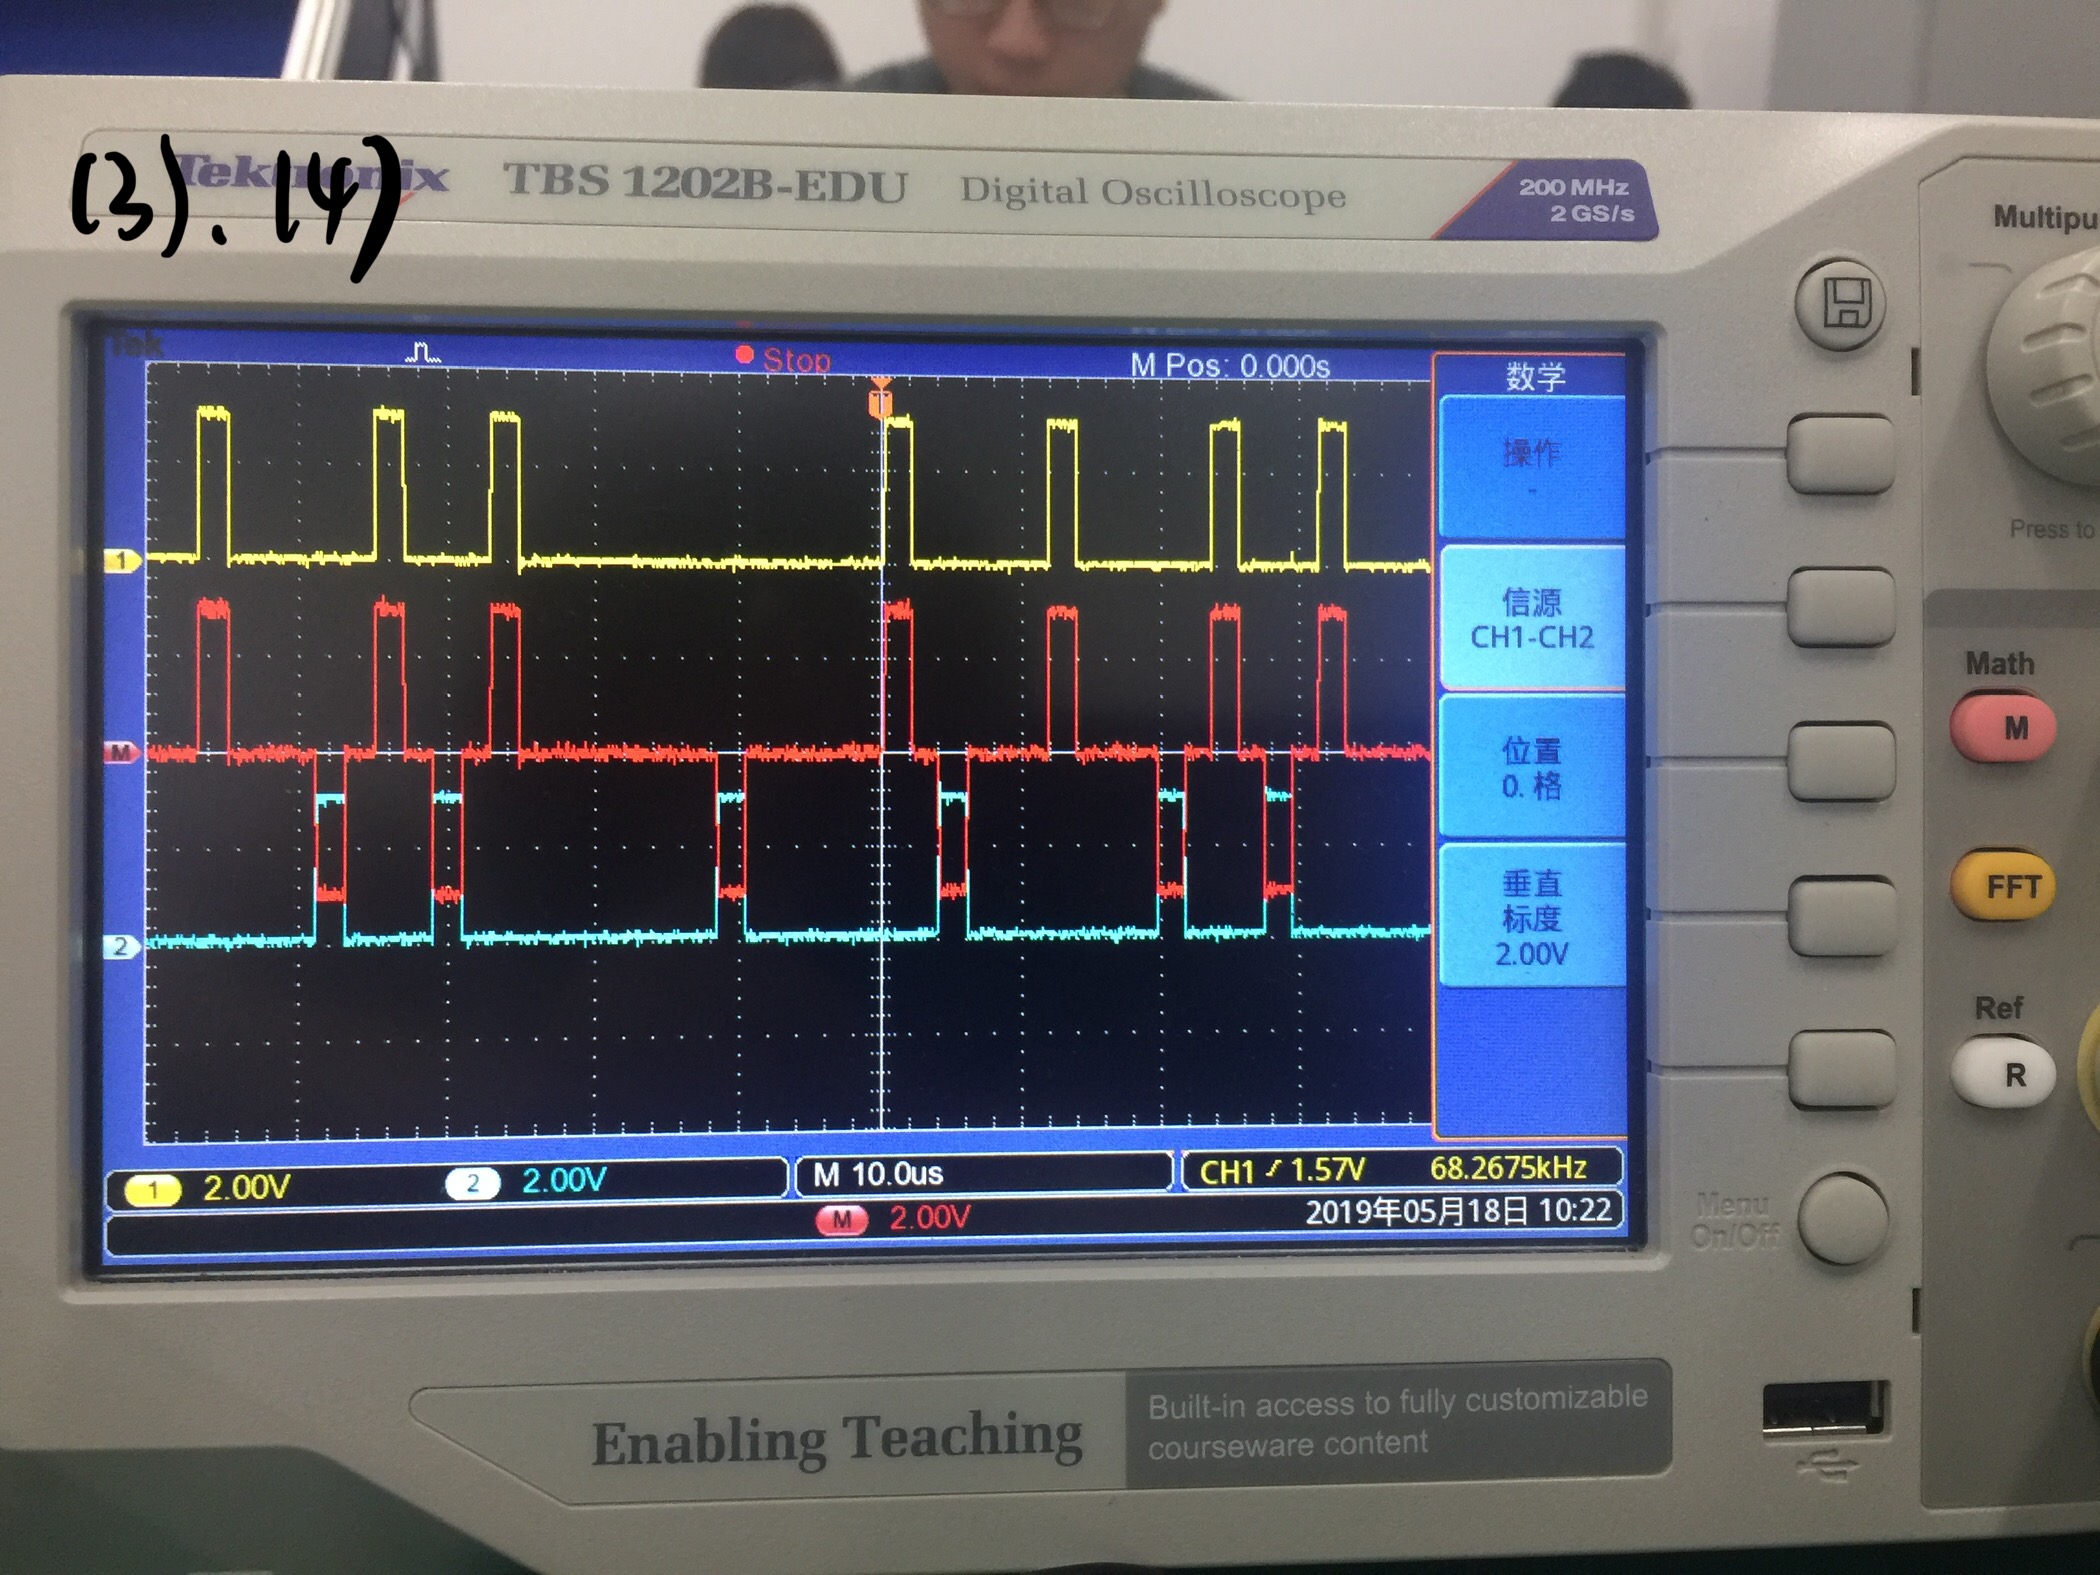 (3).(4)
Tektronix TBS 1202B-EDU Digital Oscilloscope
200 MHz
2 GS/s
Multipu
Tek
Stop
M Pos: 0.000s
数学
操作
-
信源
CH1-CH2
位置
0. 格
垂直
标度
2.00V
T
1
M
2
Press to
Math
M
FFT
Ref
R
1 2.00V
2 2.00V
M 10.0us
CH1 1.57V
68.2675kHz
M 2.00V
2019年05月18日 10:22
Menu
On/Off
Enabling Teaching
Built-in access to fully customizable
courseware content